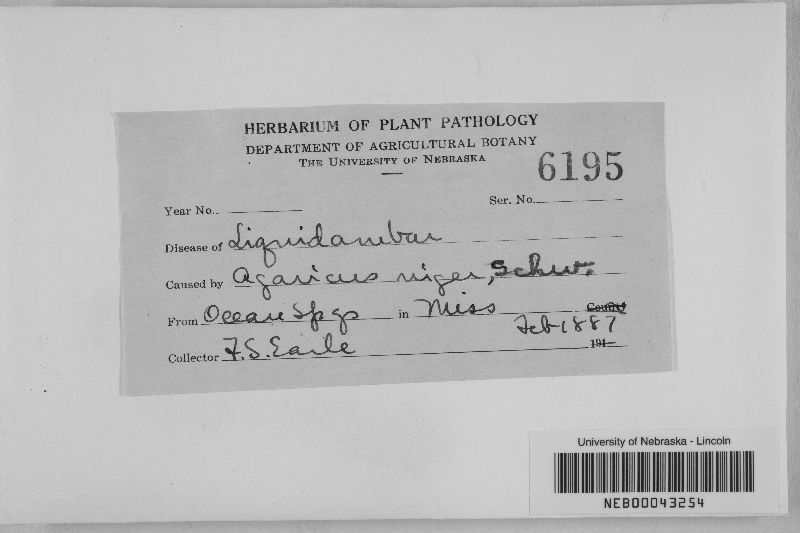 HERBARIUM OF PLANT PATHOLOGY
DEPARTMENT OF AGRICULTURAL BOTANY
THE UNIVERSITY OF NEBRASKA
6195
Year No. Ser. No.
Disease of Liquidambar
Caused by Agaricus niger, Schw.
From Ocean Spgs in Miss County
Feb 1887
Collector F.S. Earle 191
University of Nebraska - Lincoln
NEB00043254